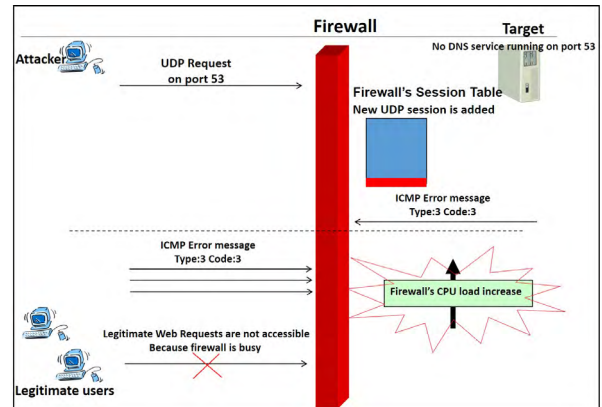 Firewall
Target
No DNS service running on port 53
Attacker
UDP Request
on port 53
Firewall's Session Table
New UDP session is added
ICMP Error message
Type:3 Code:3
ICMP Error message
Type:3 Code:3
Firewall's CPU load increase
Legitimate Web Requests are not accessible
Because firewall is busy
Legitimate users